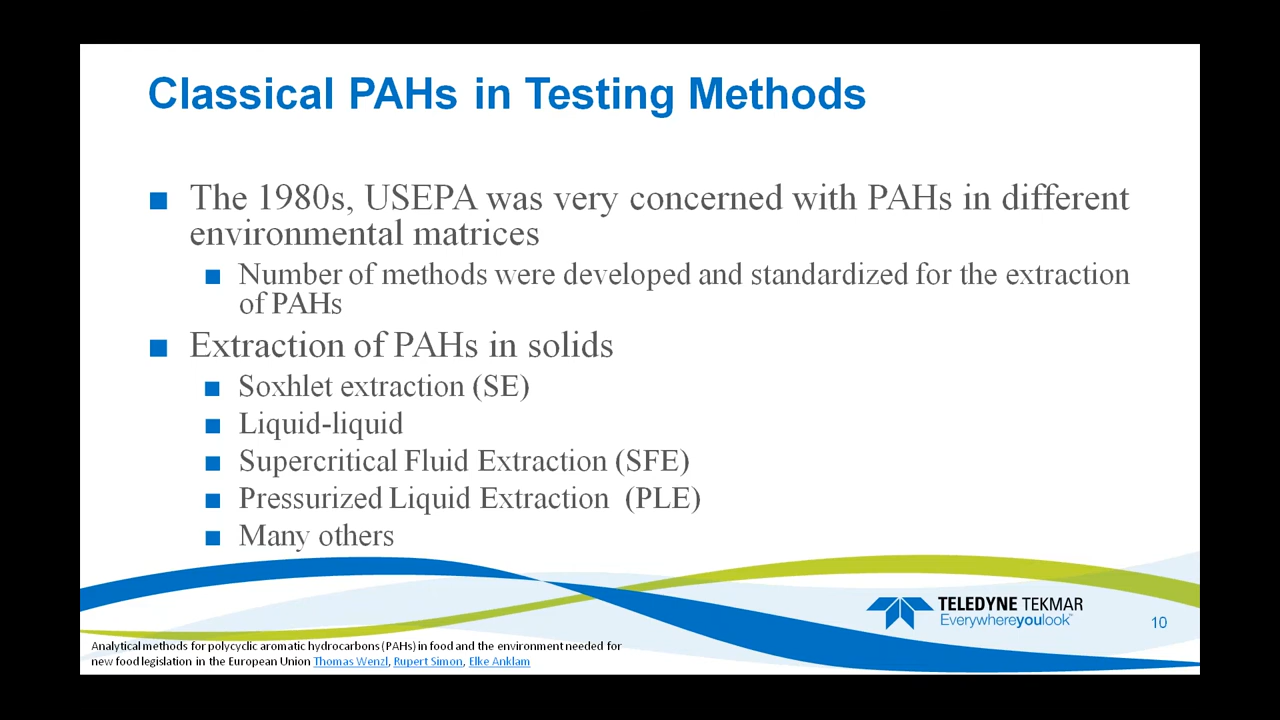 Classical PAHs in Testing Methods
The 1980s, USEPA was very concerned with PAHs in different
environmental matrices
Number of methods were developed and standardized for the extraction
of PAHs
Extraction of PAHs in solids
Soxhlet extraction (SE)
Liquid-liquid
Supercritical Fluid Extraction (SFE)
Pressurized Liquid Extraction (PLE)
Many others
TELEDYNE TEKMAR
Everywhereyoulook™
10
Analytical methods for polycyclic aromatic hydrocarbons (PAHs) in food and the environment needed for
new food legislation in the European Union Thomas Wenzl, Rupert Simon, Elke Anklam